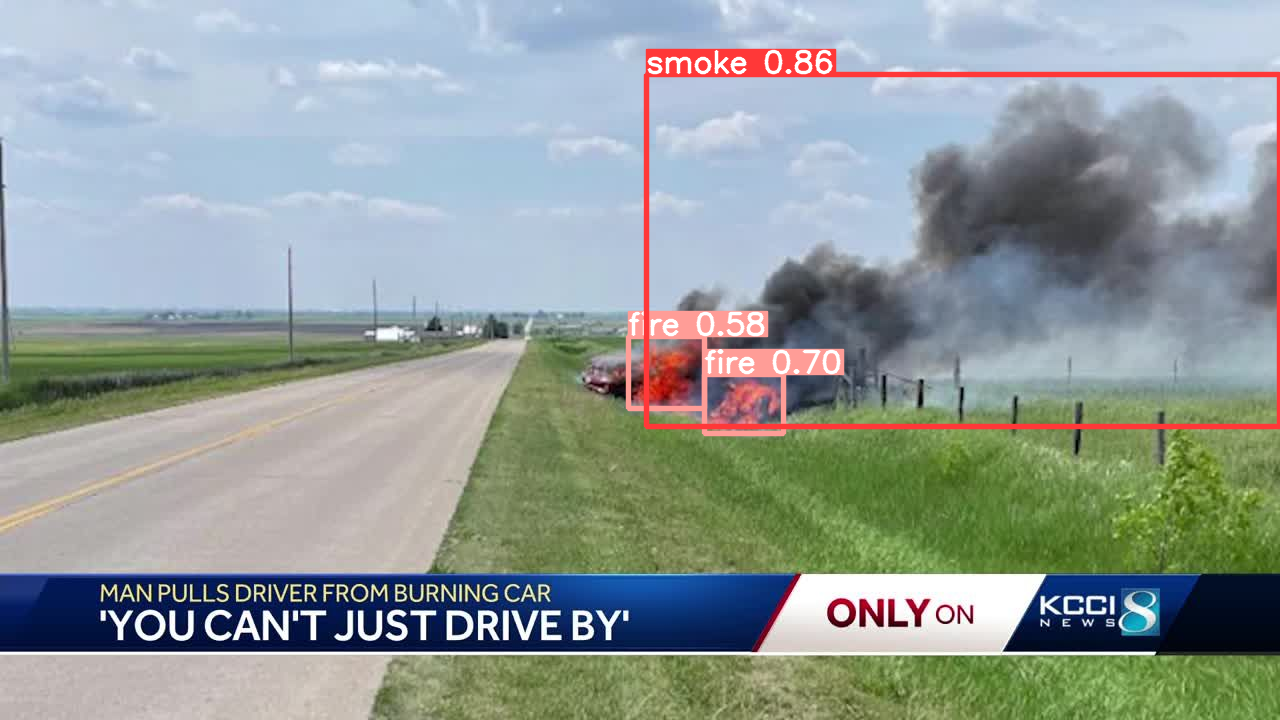 smoke 0.86
fire 0.58
fire 0.70
MAN PULLS DRIVER FROM BURNING CAR
'YOU CAN'T JUST DRIVE BY'
ONLY ON
KCCI 8
NEWS